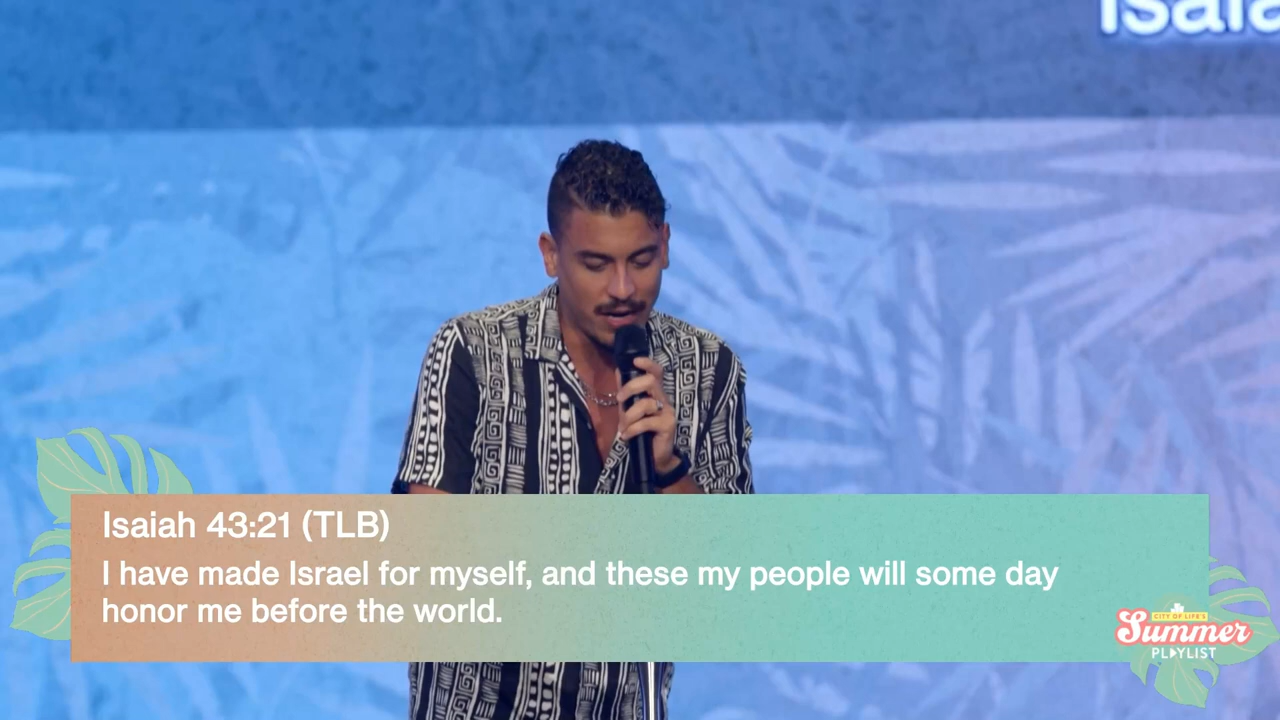 Isaiah 43:21 (TLB)
I have made Israel for myself, and these my people will some day
honor me before the world.
CITY OF LIFE'S
Summer
PLAYLIST